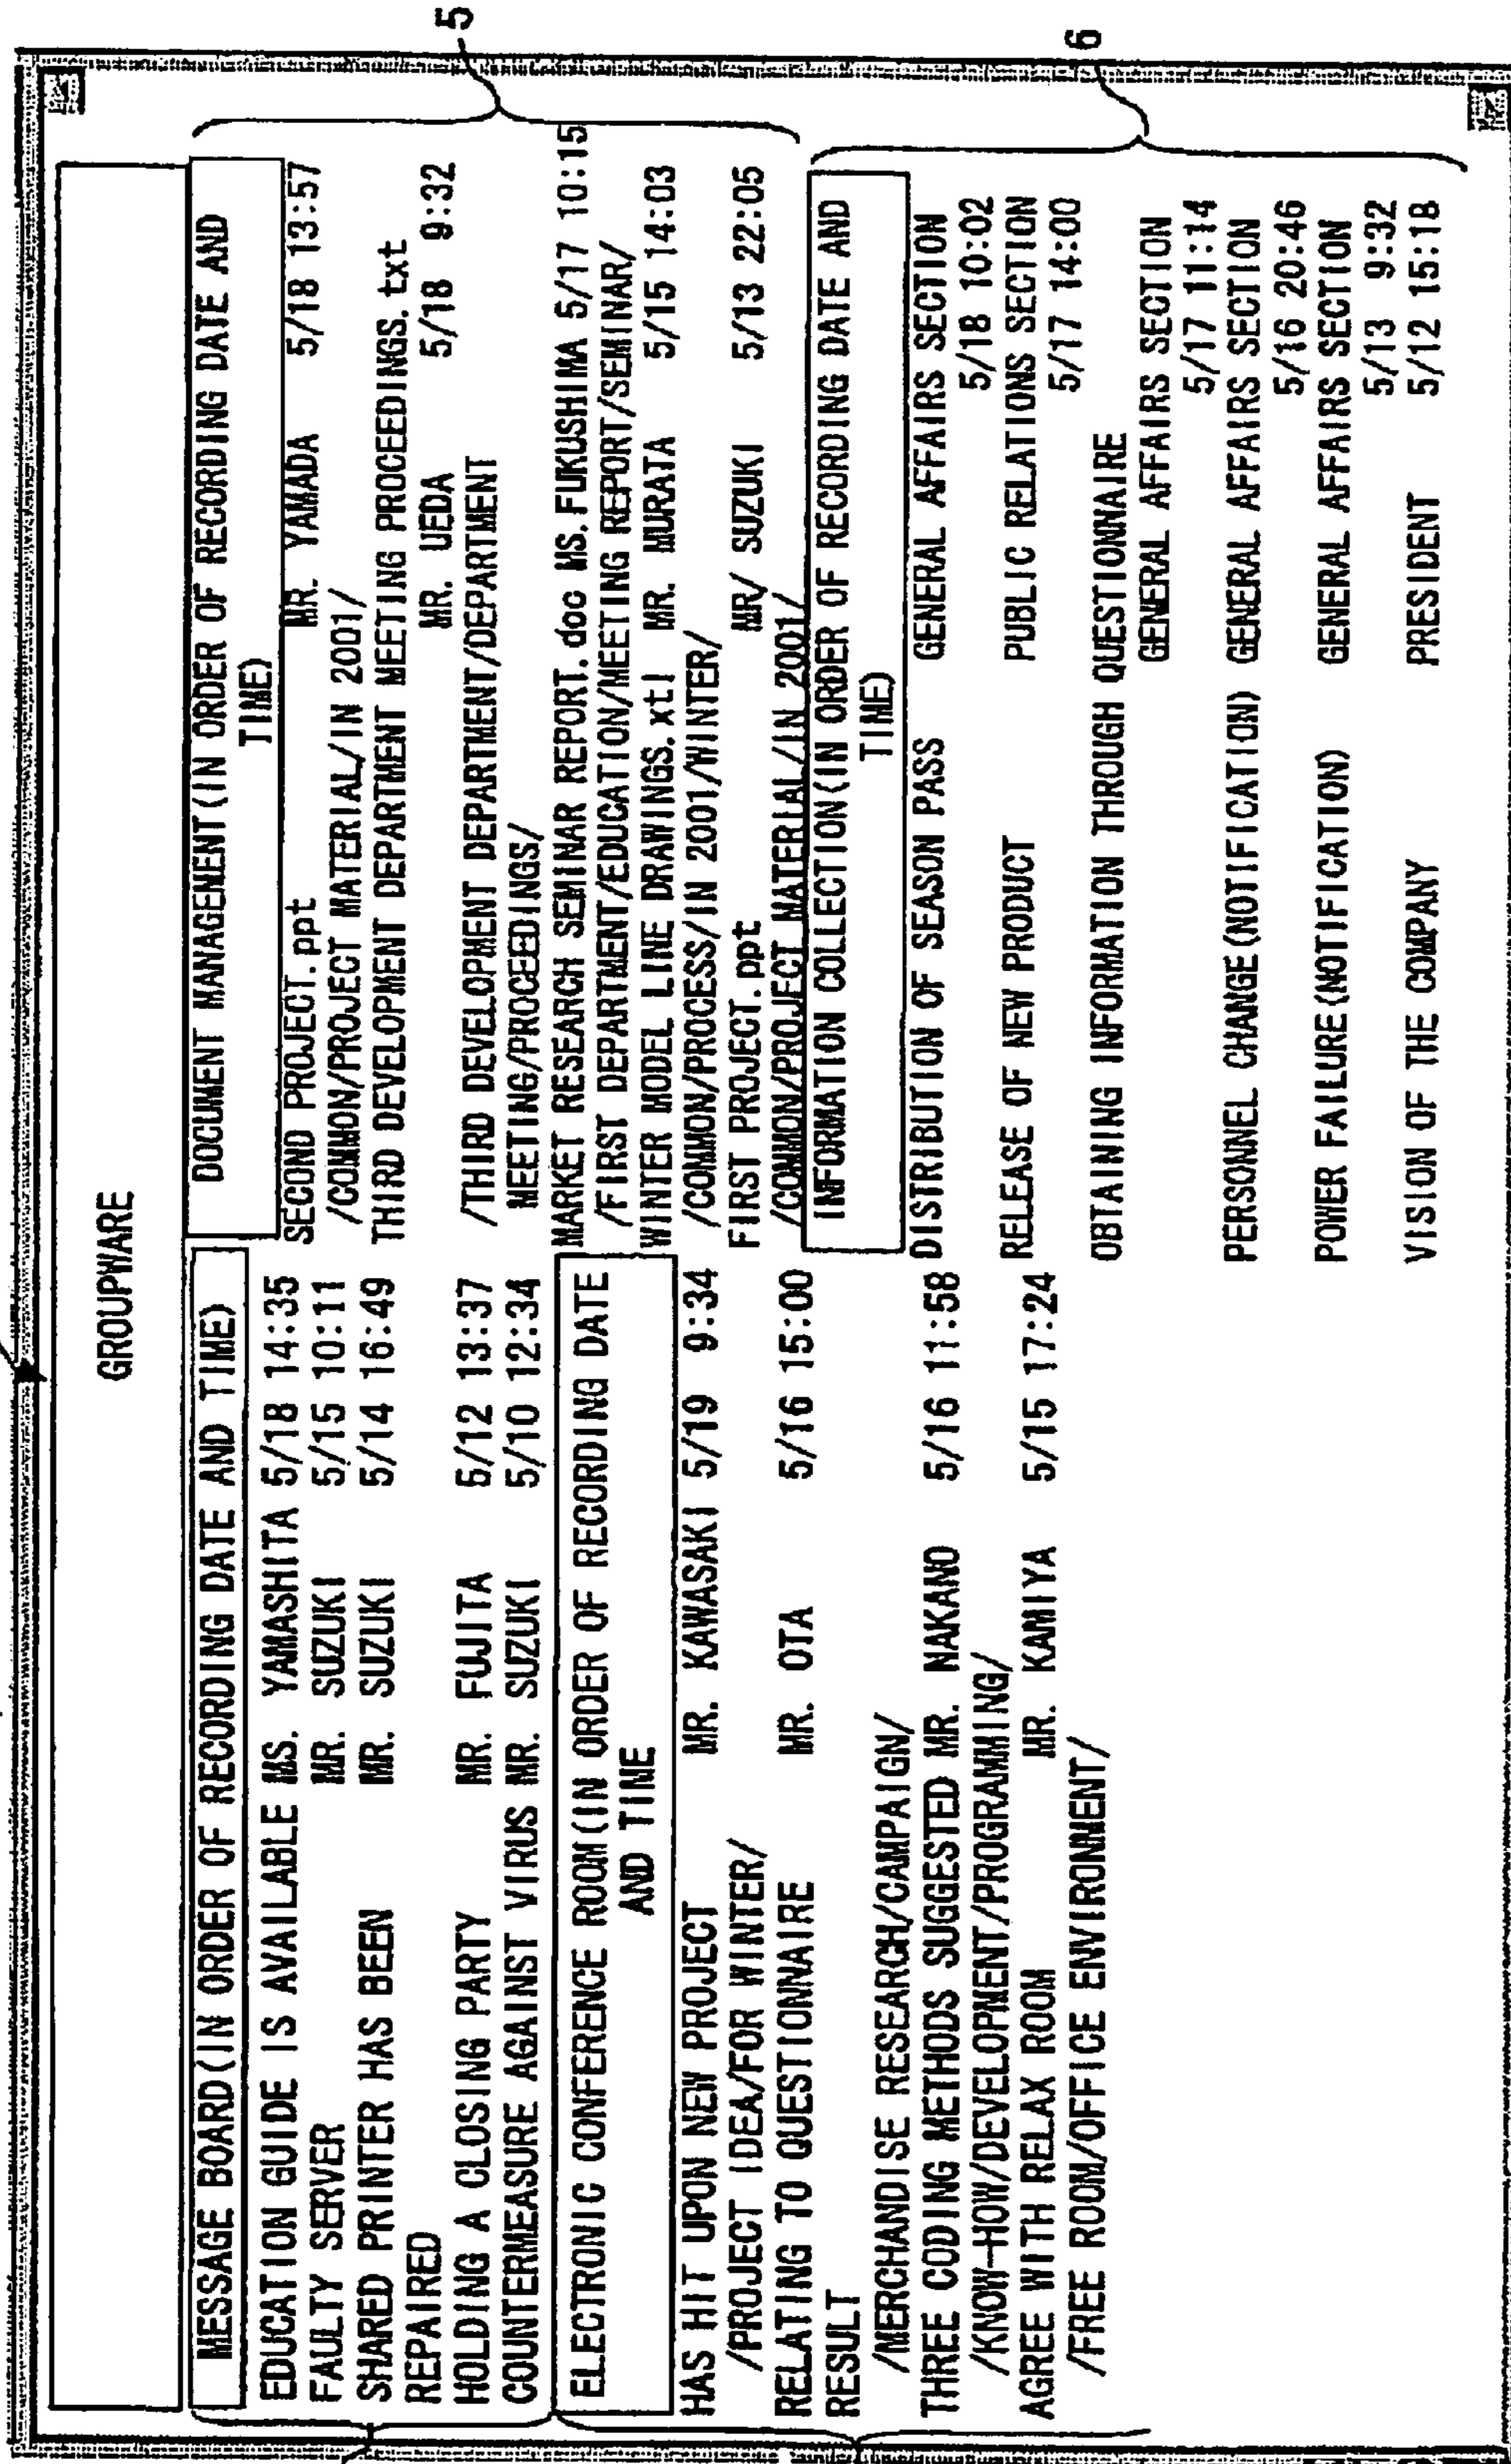 GROUPWARE
MESSAGE BOARD(IN ORDER OF RECORDING DATE AND TIME)
EDUCATION GUIDE IS AVAILABLE MS. YAMASHITA 5/18 14:35
FAULTY SERVER MR. SUZUKI 5/15 10:11
SHARED PRINTER HAS BEEN MR. SUZUKI 5/14 16:49
REPAIRED
HOLDING A CLOSING PARTY MR. FUJITA 5/12 13:37
COUNTERMEASURE AGAINST VIRUS MR. SUZUKI 5/10 12:34
ELECTRONIC CONFERENCE ROOM(IN ORDER OF RECORDING DATE
AND TIME
HAS HIT UPON NEW PROJECT MR. KAWASAKI 5/19 9:34
/PROJECT IDEA/FOR WINTER/
RELATING TO QUESTIONNAIRE MR. OTA 5/16 15:00
RESULT
/MERCHANDISE RESEARCH/CAMPAIGN/
THREE CODING METHODS SUGGESTED MR. NAKANO 5/16 11:58
/KNOW-HOW/DEVELOPMENT/PROGRAMMING/
AGREE WITH RELAX ROOM MR. KAMIYA 5/15 17:24
/FREE ROOM/OFFICE ENVIRONMENT/
DOCUMENT MANAGEMENT(IN ORDER OF RECORDING DATE AND
TIME)
SECOND PROJECT.ppt MR. YAMADA 5/18 13:57
/COMMON/PROJECT MATERIAL/IN 2001/
THIRD DEVELOPMENT DEPARTMENT MEETING PROCEEDINGS.txt
MR. UEDA 5/18 9:32
/THIRD DEVELOPMENT DEPARTMENT/DEPARTMENT
MEETING/PROCEEDINGS/
MARKET RESEARCH SEMINAR REPORT.doc MS.FUKUSHIMA 5/17 10:15
/FIRST DEPARTMENT/EDUCATION/MEETING REPORT/SEMINAR/
WINTER MODEL LINE DRAWINGS.xtl MR. MURATA 5/15 14:03
/COMMON/PROCESS/IN 2001/WINTER/
FIRST PROJECT.ppt MR/ SUZUKI 5/13 22:05
/COMMON/PROJECT MATERIAL/IN 2001/
INFORMATION COLLECTION(IN ORDER OF RECORDING DATE AND
TIME)
DISTRIBUTION OF SEASON PASS GENERAL AFFAIRS SECTION
5/18 10:02
RELEASE OF NEW PRODUCT PUBLIC RELATIONS SECTION
5/17 14:00
OBTAINING INFORMATION THROUGH QUESTIONNAIRE
GENERAL AFFAIRS SECTION
5/17 11:14
PERSONNEL CHANGE(NOTIFICATION) GENERAL AFFAIRS SECTION
5/16 20:46
POWER FAILURE(NOTIFICATION) GENERAL AFFAIRS SECTION
5/13 9:32
VISION OF THE COMPANY PRESIDENT 5/12 15:18
5
6